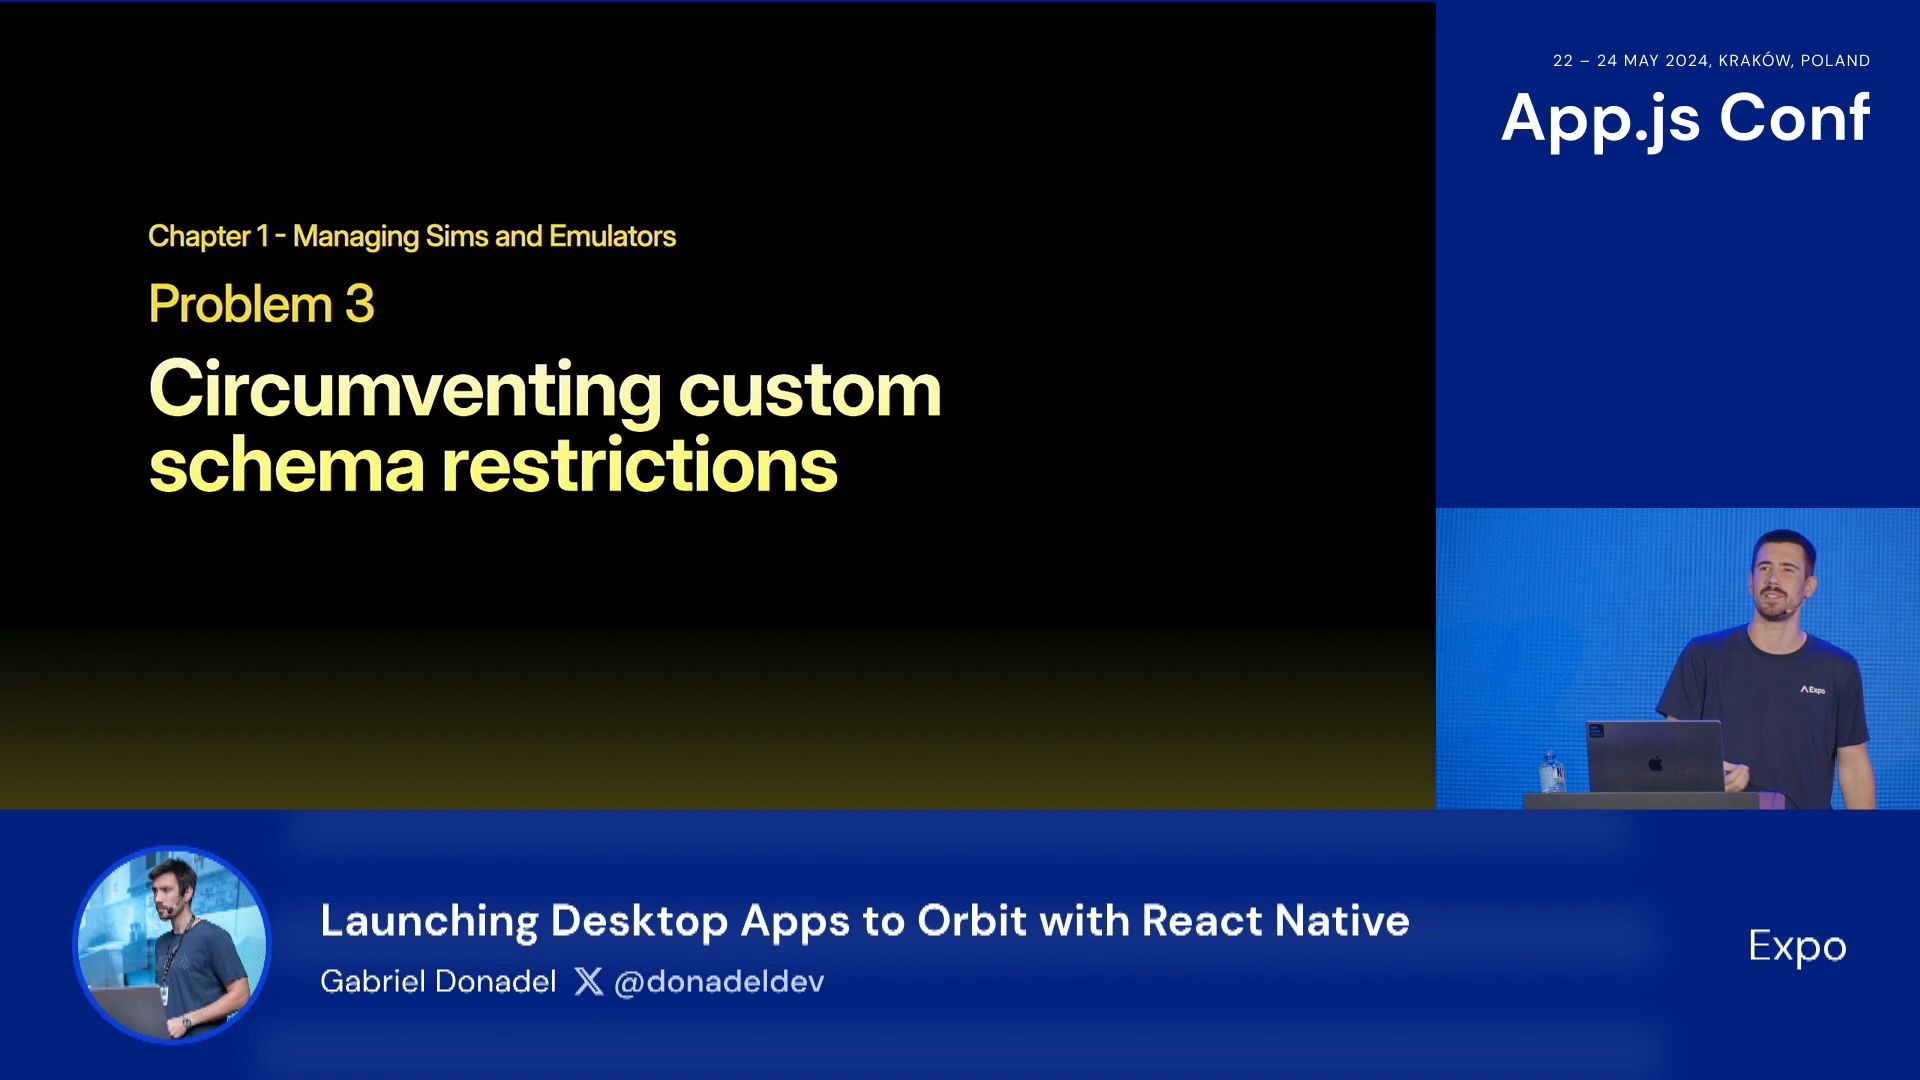 22 – 24 MAY 2024, KRAKÓW, POLAND
App.js Conf
Chapter 1 - Managing Sims and Emulators
Problem 3
Circumventing custom
schema restrictions
Expo
Launching Desktop Apps to Orbit with React Native
Gabriel Donadel X @donadeldev
Expo